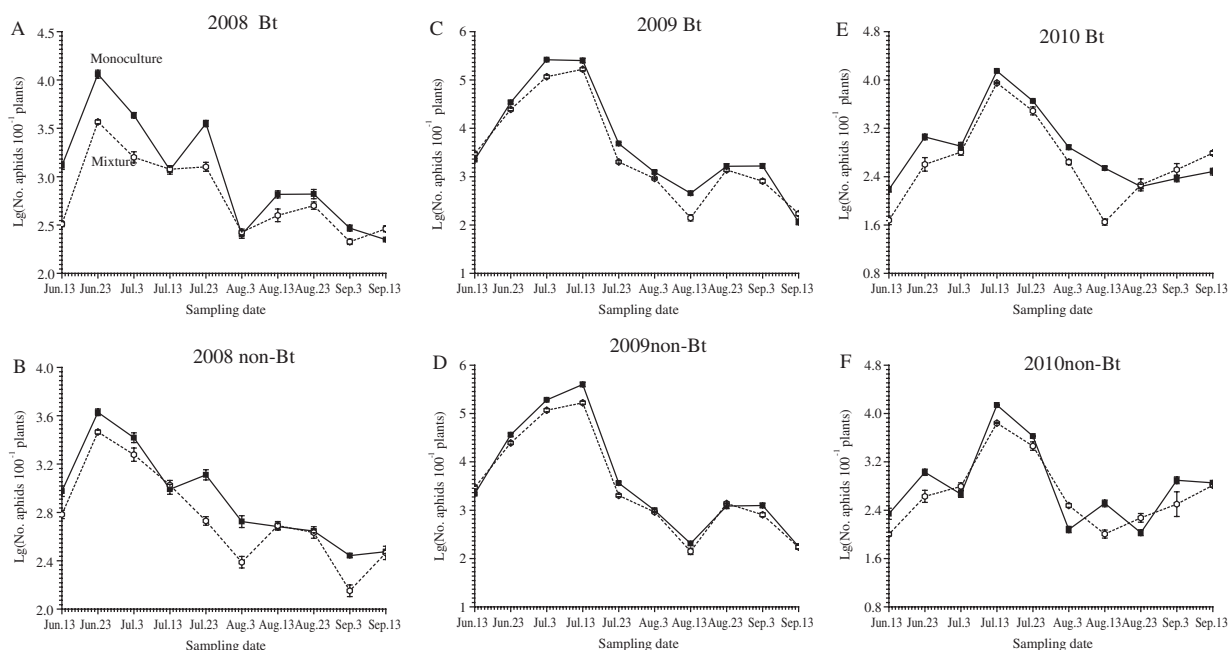 A
2008 Bt
Lg(No. aphids 100⁻¹ plants)
4.5
4.0
3.5
3.0
2.5
2.0
Monoculture
Mixture
Jun.13 Jun.23 Jul.3 Jul.13 Jul.23 Aug.3 Aug.13 Aug.23 Sep.3 Sep.13
Sampling date
C
2009 Bt
Lg(No. aphids 100⁻¹ plants)
6
5
4
3
2
1
Jun.13 Jun.23 Jul.3 Jul.13 Jul.23 Aug.3 Aug.13 Aug.23 Sep.3 Sep.13
Sampling date
E
2010 Bt
Lg(No. aphids 100⁻¹ plants)
4.8
4.0
3.2
2.4
1.6
0.8
Jun.13 Jun.23 Jul.3 Jul.13 Jul.23 Aug.3 Aug.13 Aug.23 Sep.3 Sep.13
Sampling date
B
2008 non-Bt
Lg(No. aphids 100⁻¹ plants)
4.0
3.6
3.2
2.8
2.4
2.0
Jun.13 Jun.23 Jul.3 Jul.13 Jul.23 Aug.3 Aug.13 Aug.23 Sep.3 Sep.13
Sampling date
D
2009non-Bt
Lg(No. aphids 100⁻¹ plants)
6
5
4
3
2
1
Jun.13 Jun.23 Jul.3 Jul.13 Jul.23 Aug.3 Aug.13 Aug.23 Sep.3 Sep.13
Sampling date
F
2010non-Bt
Lg(No. aphids 100⁻¹ plants)
4.8
4.0
3.2
2.4
1.6
0.8
Jun.13 Jun.23 Jul.3 Jul.13 Jul.23 Aug.3 Aug.13 Aug.23 Sep.3 Sep.13
Sampling date